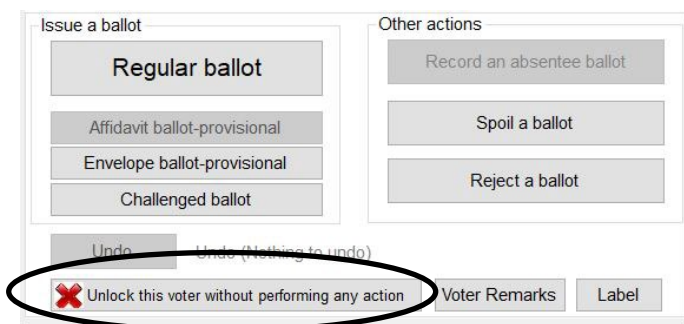 Issue a ballot
Regular ballot
Affidavit ballot-provisional
Envelope ballot-provisional
Challenged ballot
Other actions
Record an absentee ballot
Spoil a ballot
Reject a ballot
Undo Undo (Nothing to undo)
Unlock this voter without performing any action Voter Remarks Label